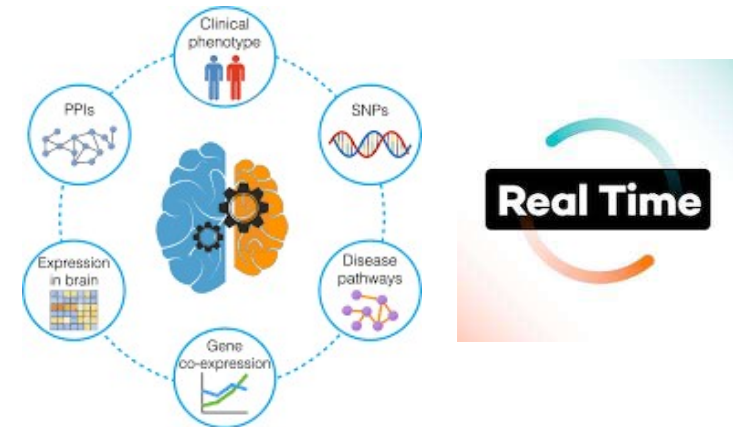 Clinical
phenotype
PPIs
SNPs
Expression
in brain
Disease
pathways
Gene
co-expression
Real Time